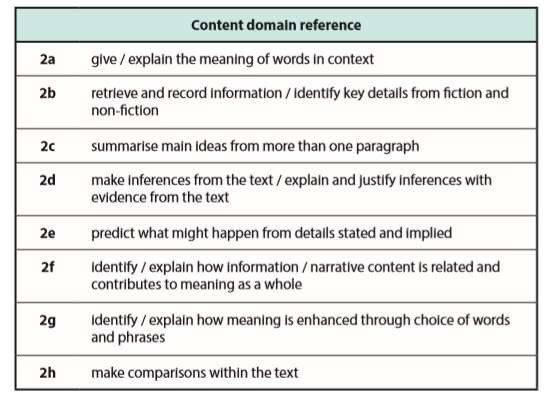 Content domain reference
2a give / explain the meaning of words in context
2b retrieve and record information / identify key details from fiction and
non-fiction
2c summarise main ideas from more than one paragraph
2d make inferences from the text / explain and justify inferences with
evidence from the text
2e predict what might happen from details stated and implied
2f identify / explain how information / narrative content is related and
contributes to meaning as a whole
2g identify / explain how meaning is enhanced through choice of words
and phrases
2h make comparisons within the text